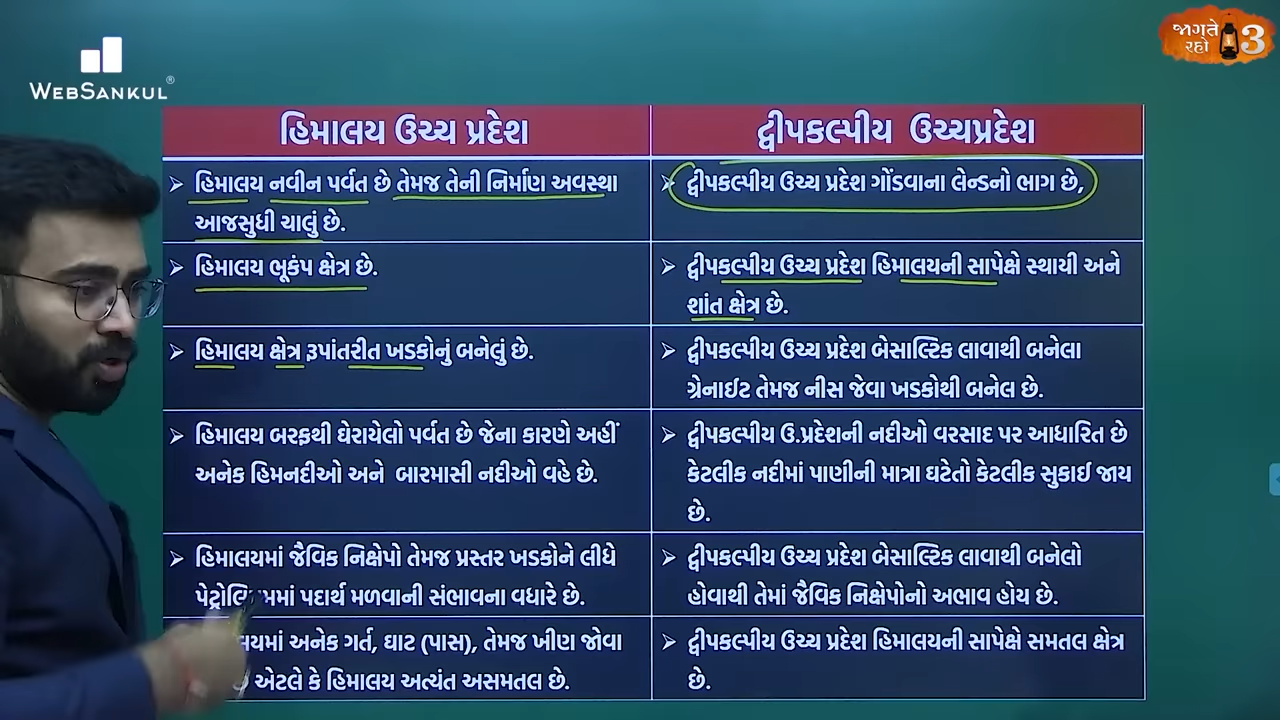 WEBSANKUL®
જાગતે
રહો 3
હિમાલય ઉચ્ચ પ્રદેશ
દ્વીપકલ્પીય ઉચ્ચપ્રદેશ
➤ હિમાલય નવીન પર્વત છે તેમજ તેની નિર્માણ અવસ્થા
આજસુધી ચાલું છે.
➤ દ્વીપકલ્પીય ઉચ્ચ પ્રદેશ ગોંડવાના લેન્ડનો ભાગ છે,
➤ હિમાલય ભૂકંપ ક્ષેત્ર છે.
➤ દ્વીપકલ્પીય ઉચ્ચ પ્રદેશ હિમાલયની સાપેક્ષે સ્થાયી અને
શાંત ક્ષેત્ર છે.
➤ હિમાલય ક્ષેત્ર રૂપાંતરીત ખડકોનું બનેલું છે.
➤ દ્વીપકલ્પીય ઉચ્ચ પ્રદેશ બેસાલ્ટિક લાવાથી બનેલા
ગ્રેનાઈટ તેમજ નીસ જેવા ખડકોથી બનેલ છે.
➤ હિમાલય બરફથી ઘેરાયેલો પર્વત છે જેના કારણે અહીં
અનેક હિમનદીઓ અને બારમાસી નદીઓ વહે છે.
➤ દ્વીપકલ્પીય ઉ.પ્રદેશની નદીઓ વરસાદ પર આધારિત છે
કેટલીક નદીમાં પાણીની માત્રા ઘટેતો કેટલીક સુકાઇ જાય
છે.
➤ હિમાલયમાં જૈવિક નિક્ષેપો તેમજ પ્રસ્તર ખડકોને લીધે
પદાર્થ મળવાની સંભાવના વધારે છે.
➤ દ્વીપકલ્પીય ઉચ્ચ પ્રદેશ બેસાલ્ટિક લાવાથી બનેલો
હોવાથી તેમાં જૈવિક નિક્ષેપોનો અભાવ હોય છે.
અનેક ગર્ત, ઘાટ (પાસ), તેમજ ખીણ જોવા
એટલે કે હિમાલય અત્યંત અસમતલ છે.
➤ દ્વીપકલ્પીય ઉચ્ચ પ્રદેશ હિમાલયની સાપેક્ષે સમતલ ક્ષેત્ર
છે.